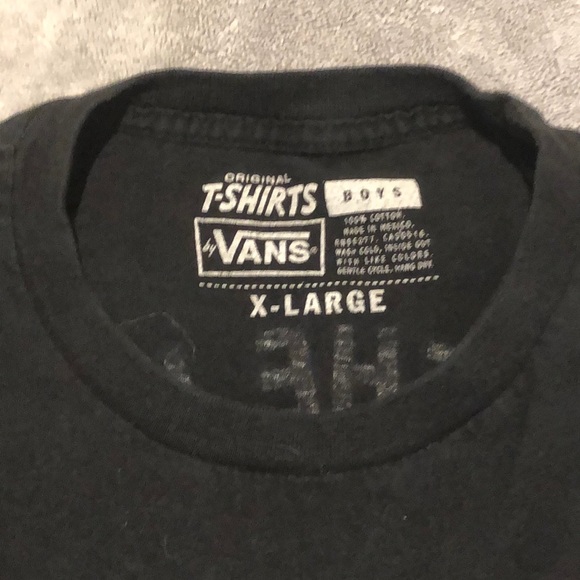 ORIGINAL
T-SHIRTS
by VANS
BOYS
100% COTTON.
MADE IN MEXICO.
WASH COLD, INSIDE OUT
WITH LIKE COLORS.
GENTLE CYCLE, HANG DRY.
X-LARGE